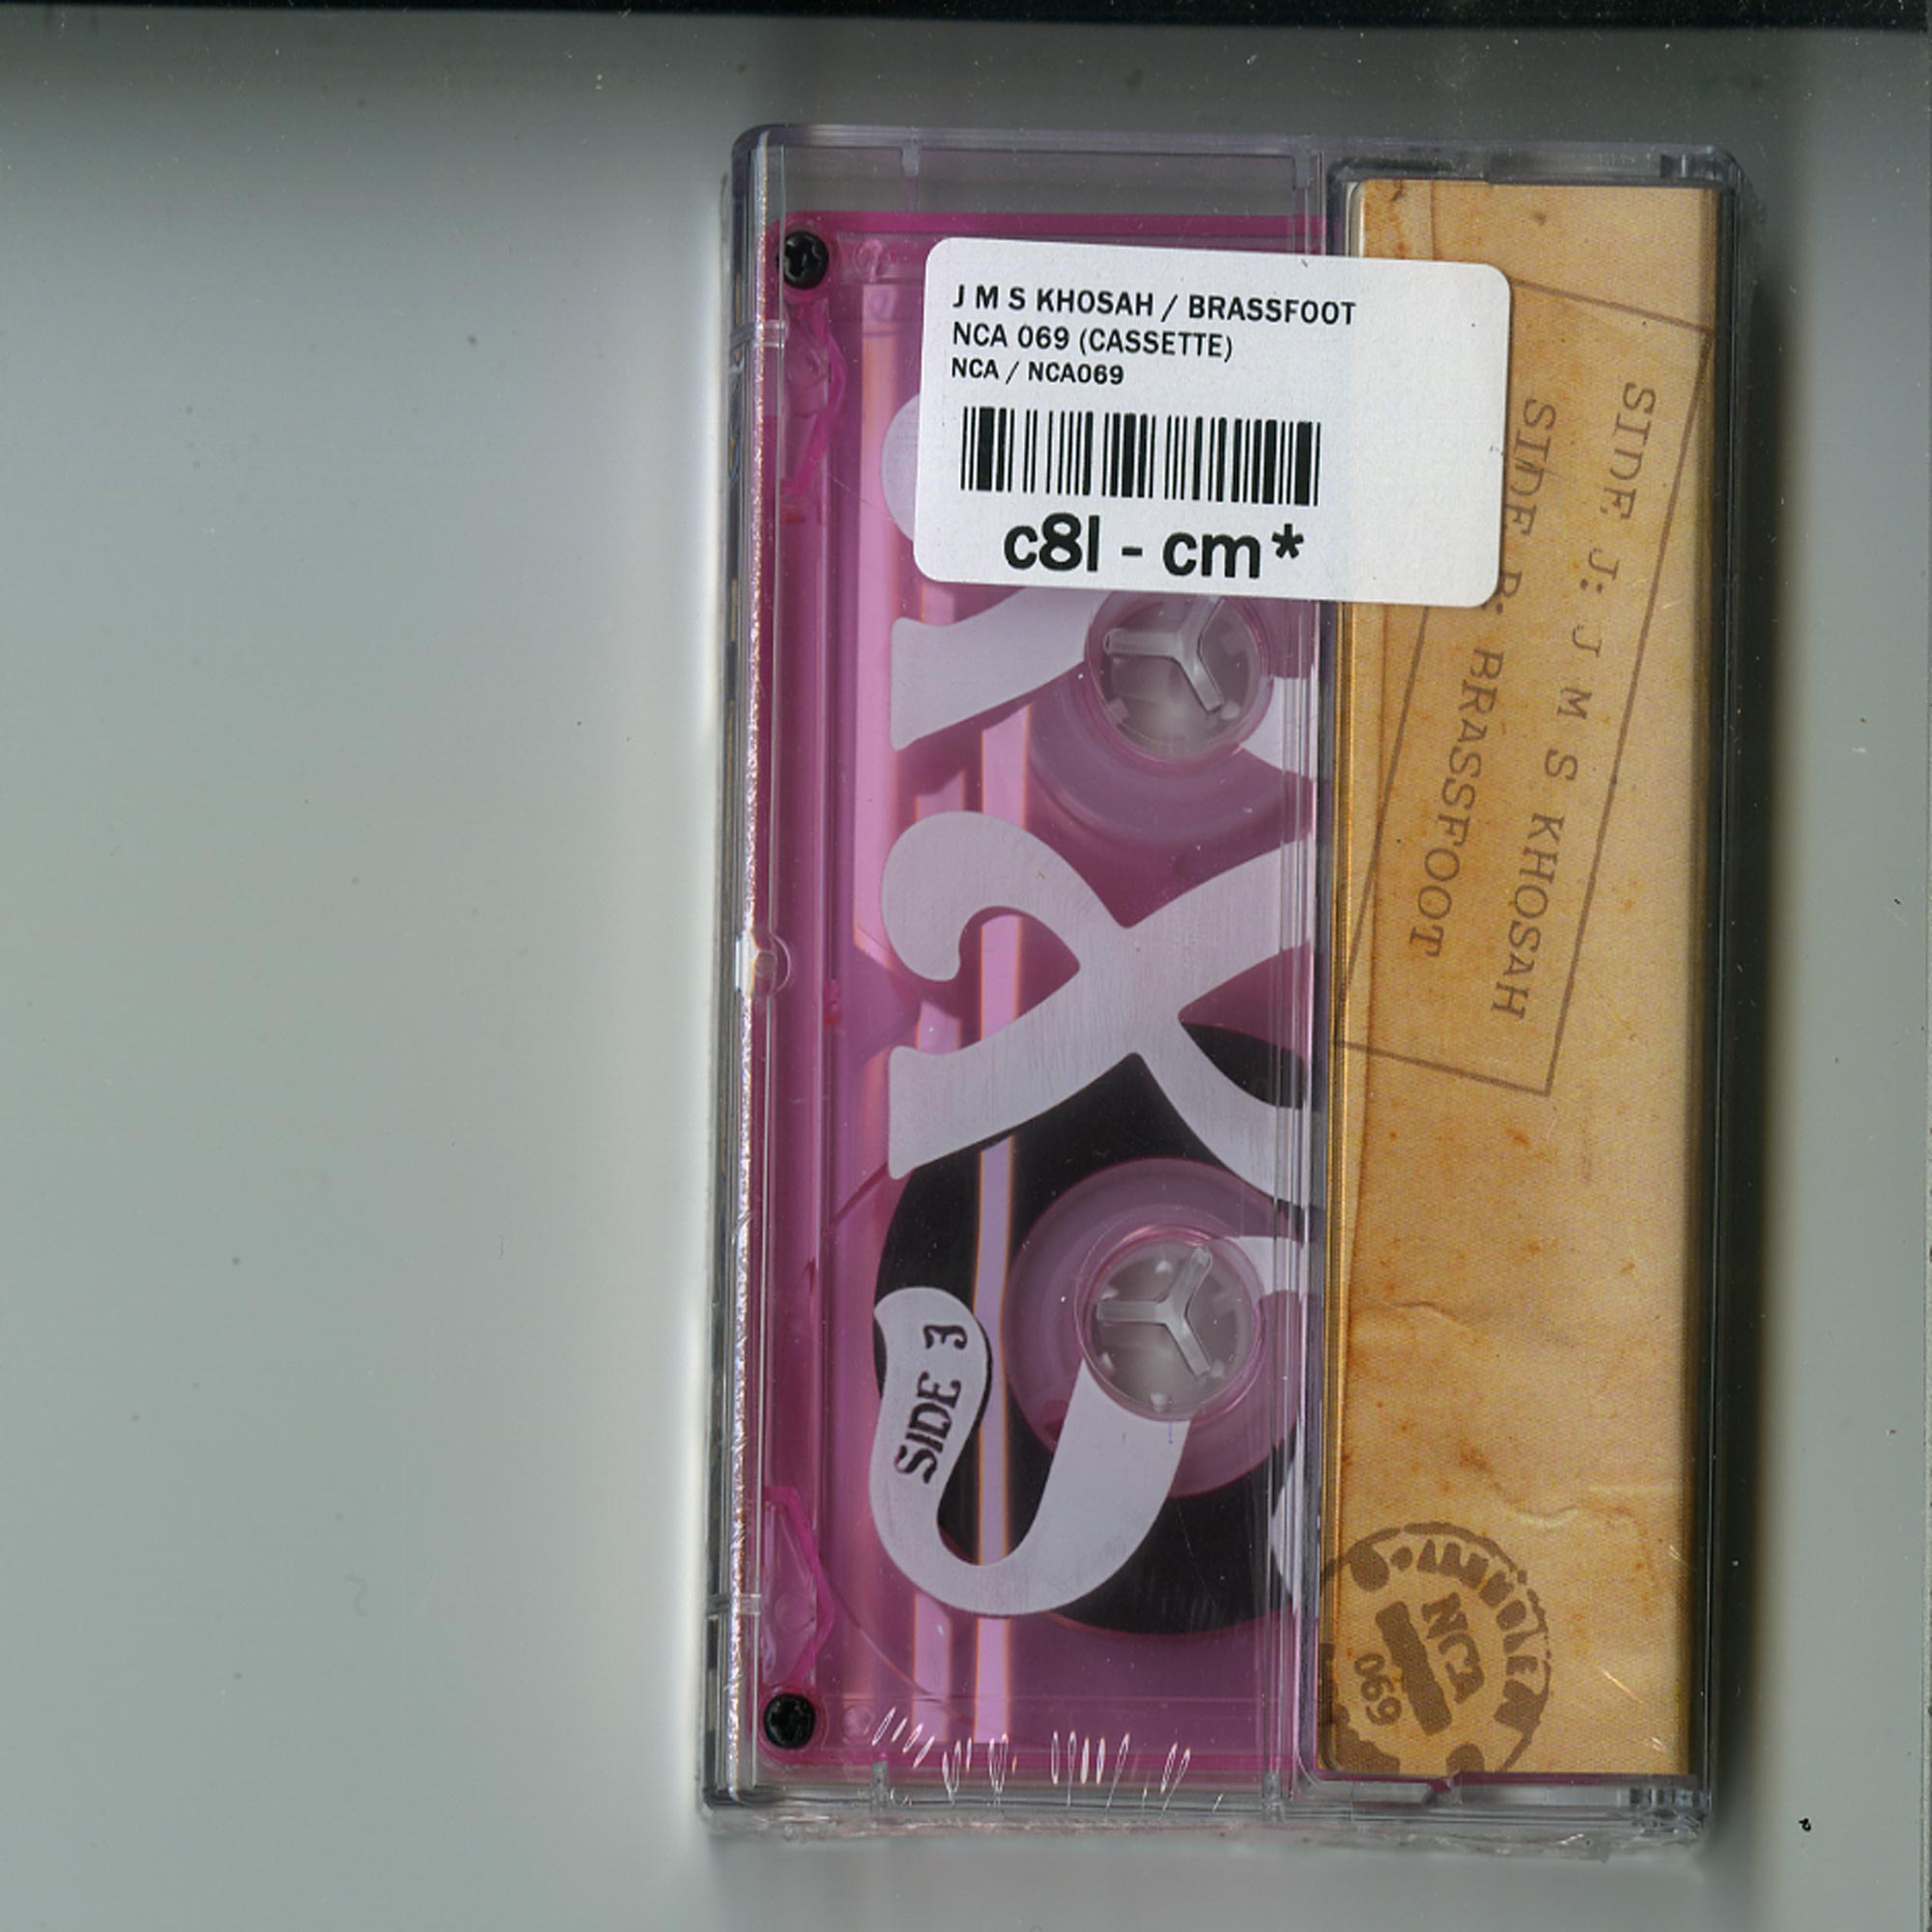 J M S KHOSAH / BRASSFOOT
NCA 069 (CASSETTE)
NCA / NCA069
c8l - cm*
SIDE J: J M S KHOSAH
SIDE B: BRASSFOOT
SIDE 3
NCA
069